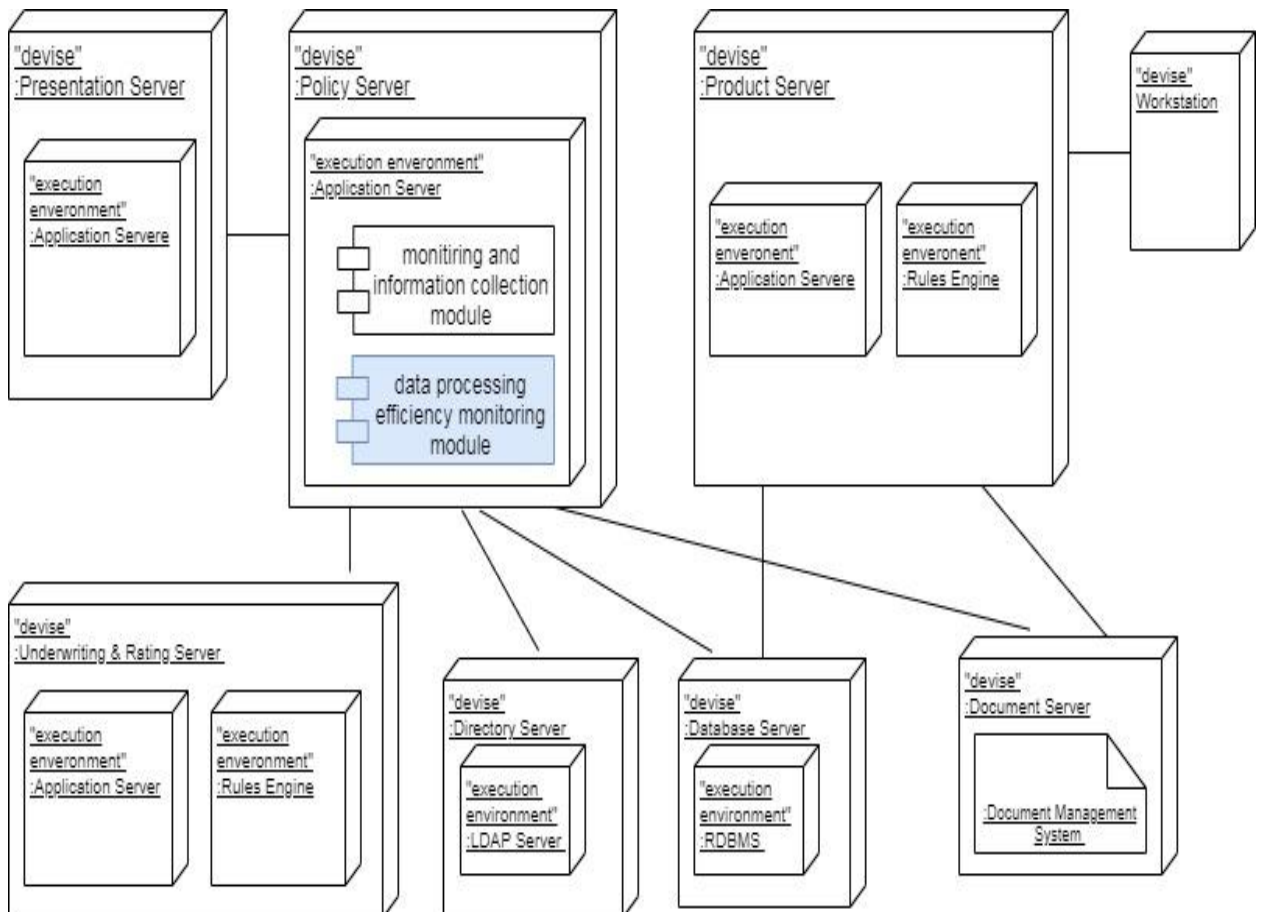 "devise"
:Presentation Server
"execution
enveronment"
:Application Servere
"devise"
:Policy Server
"execution enveronment"
:Application Server
monitiring and
information collection
module
data processing
efficiency monitoring
module
"devise"
:Product Server
"execution
enveronent"
:Application Servere
"execution
enveronent"
:Rules Engine
"devise"
Workstation
"devise"
:Underwriting & Rating Server
"execution
enveronment"
:Application Server
"execution
enveronment"
:Rules Engine
"devise"
:Directory Server
"execution
environment"
:LDAP Server
"devise"
:Database Server
"execution
environment"
:RDBMS
"devise"
:Document Server
:Document Management
System